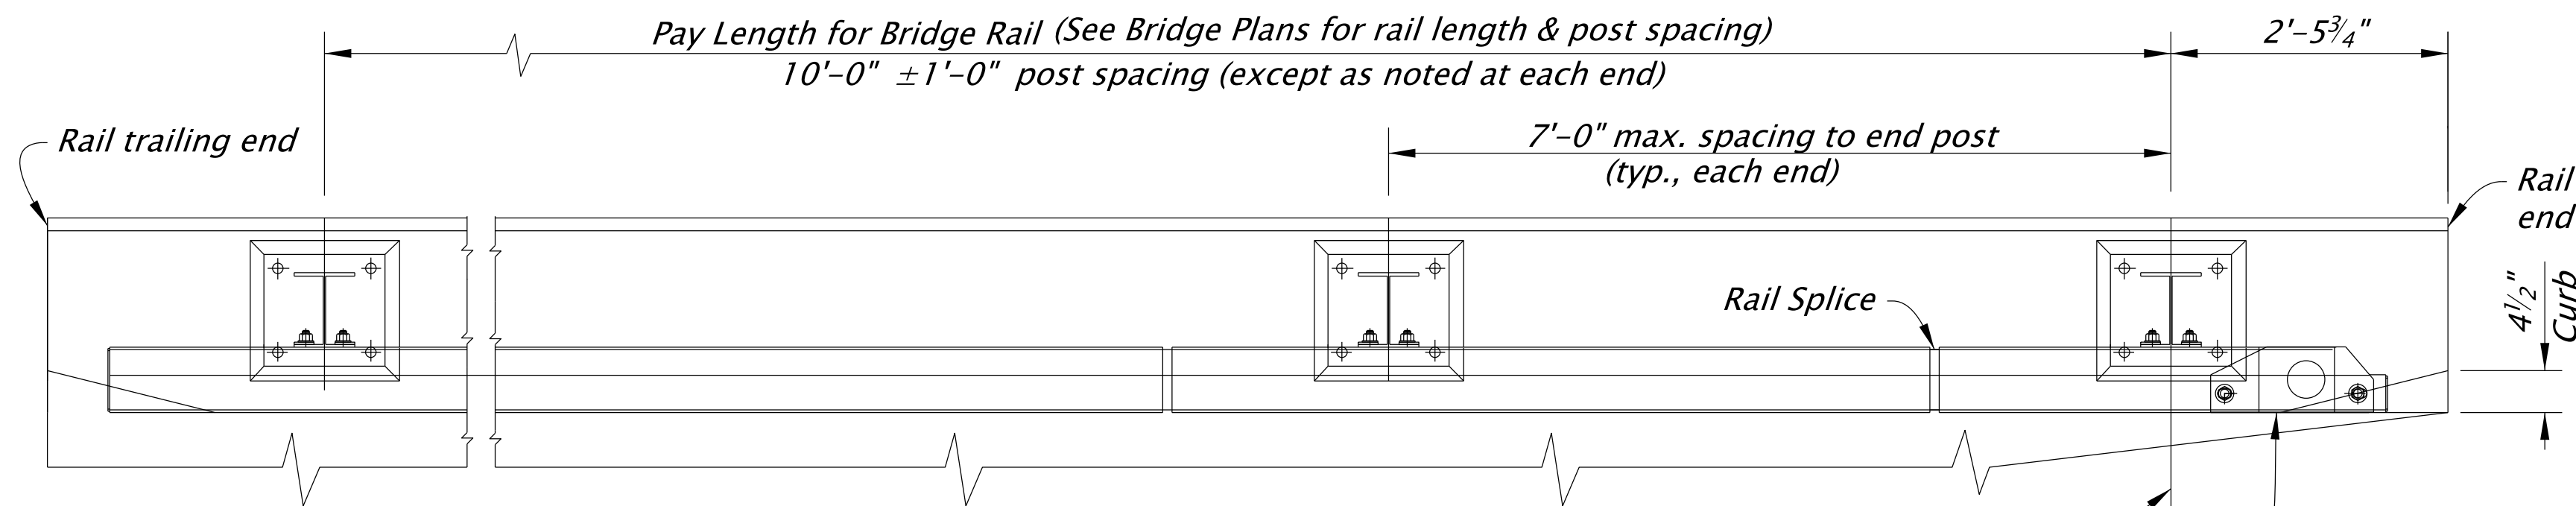 Pay Length for Bridge Rail (See Bridge Plans for rail length & post spacing)
2'-5¾"
10'-0" ±1'-0" post spacing (except as noted at each end)
Rail trailing end
7'-0" max. spacing to end post
(typ., each end)
Rail
end
Rail Splice
4½"
Curb